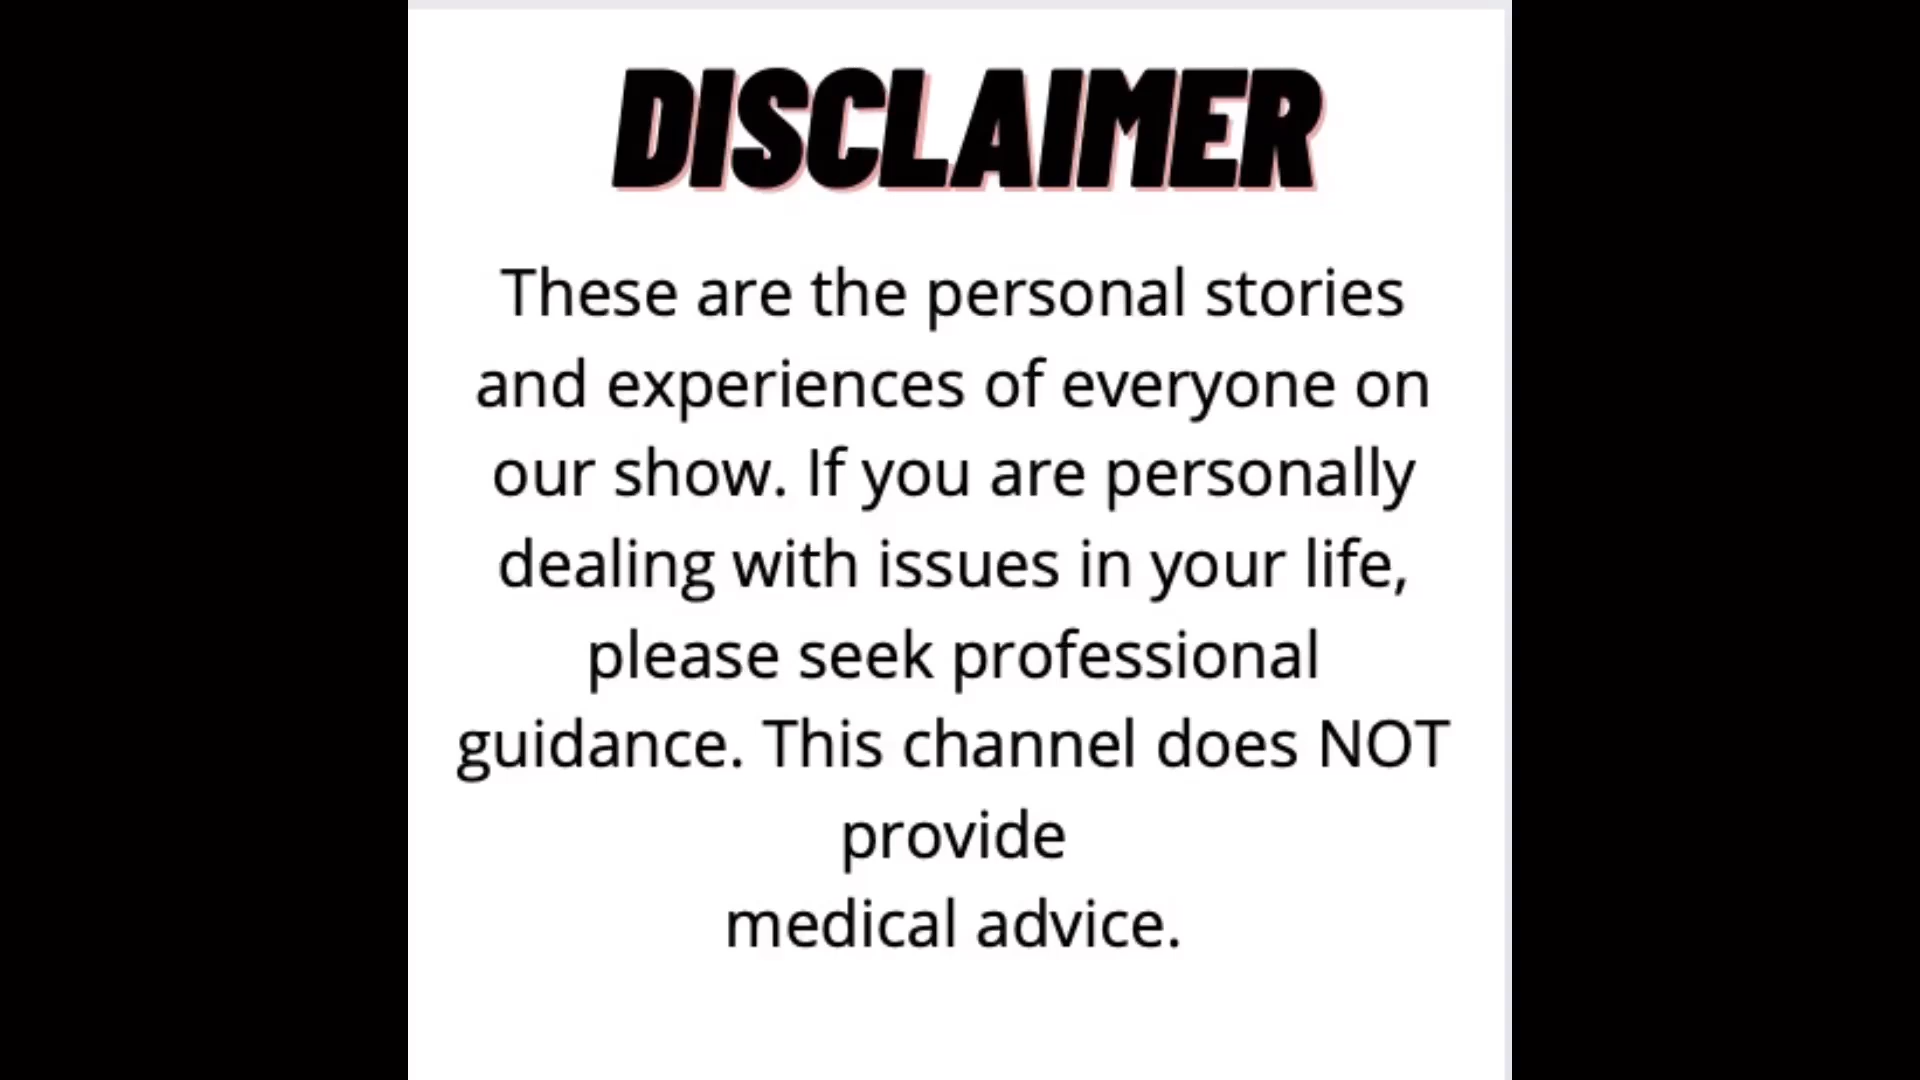 DISCLAIMER
These are the personal stories
and experiences of everyone on
our show. If you are personally
dealing with issues in your life,
please seek professional
guidance. This channel does NOT
provide
medical advice.